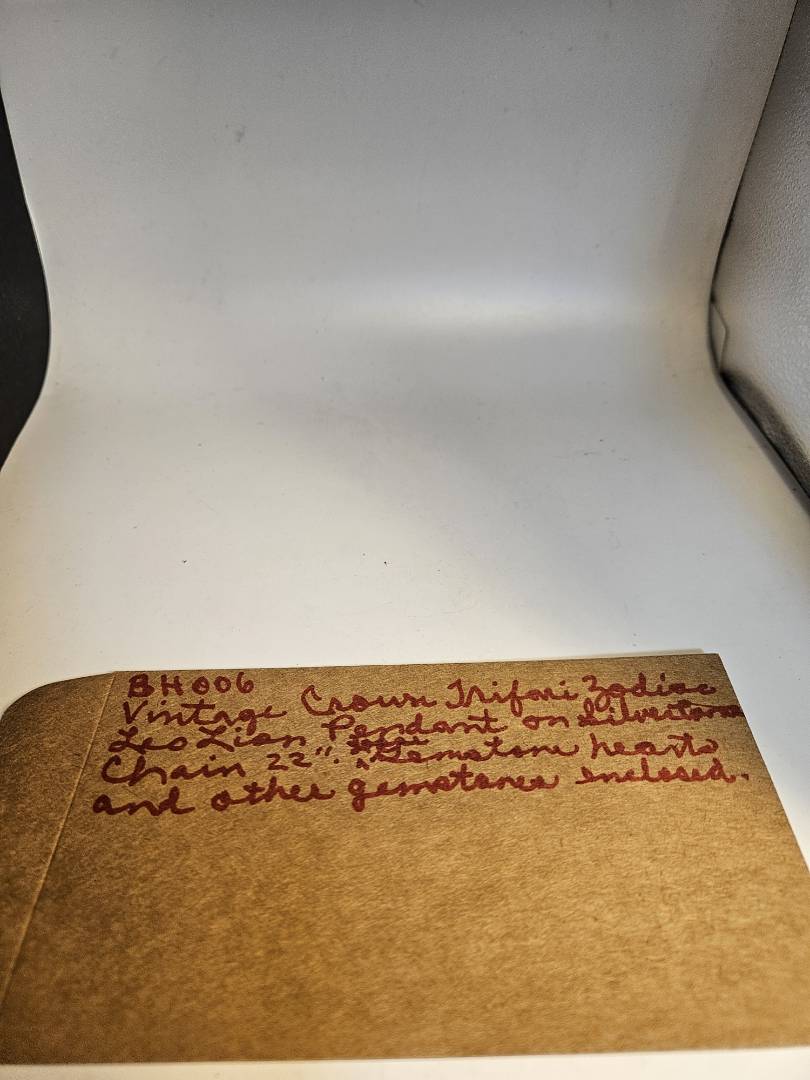 BH006
Vintage Crown Trifari Zodiac
Leo Lion Pendant on Silvertone
Chain 22". Gemstone hearts
and other gemstones enclosed.